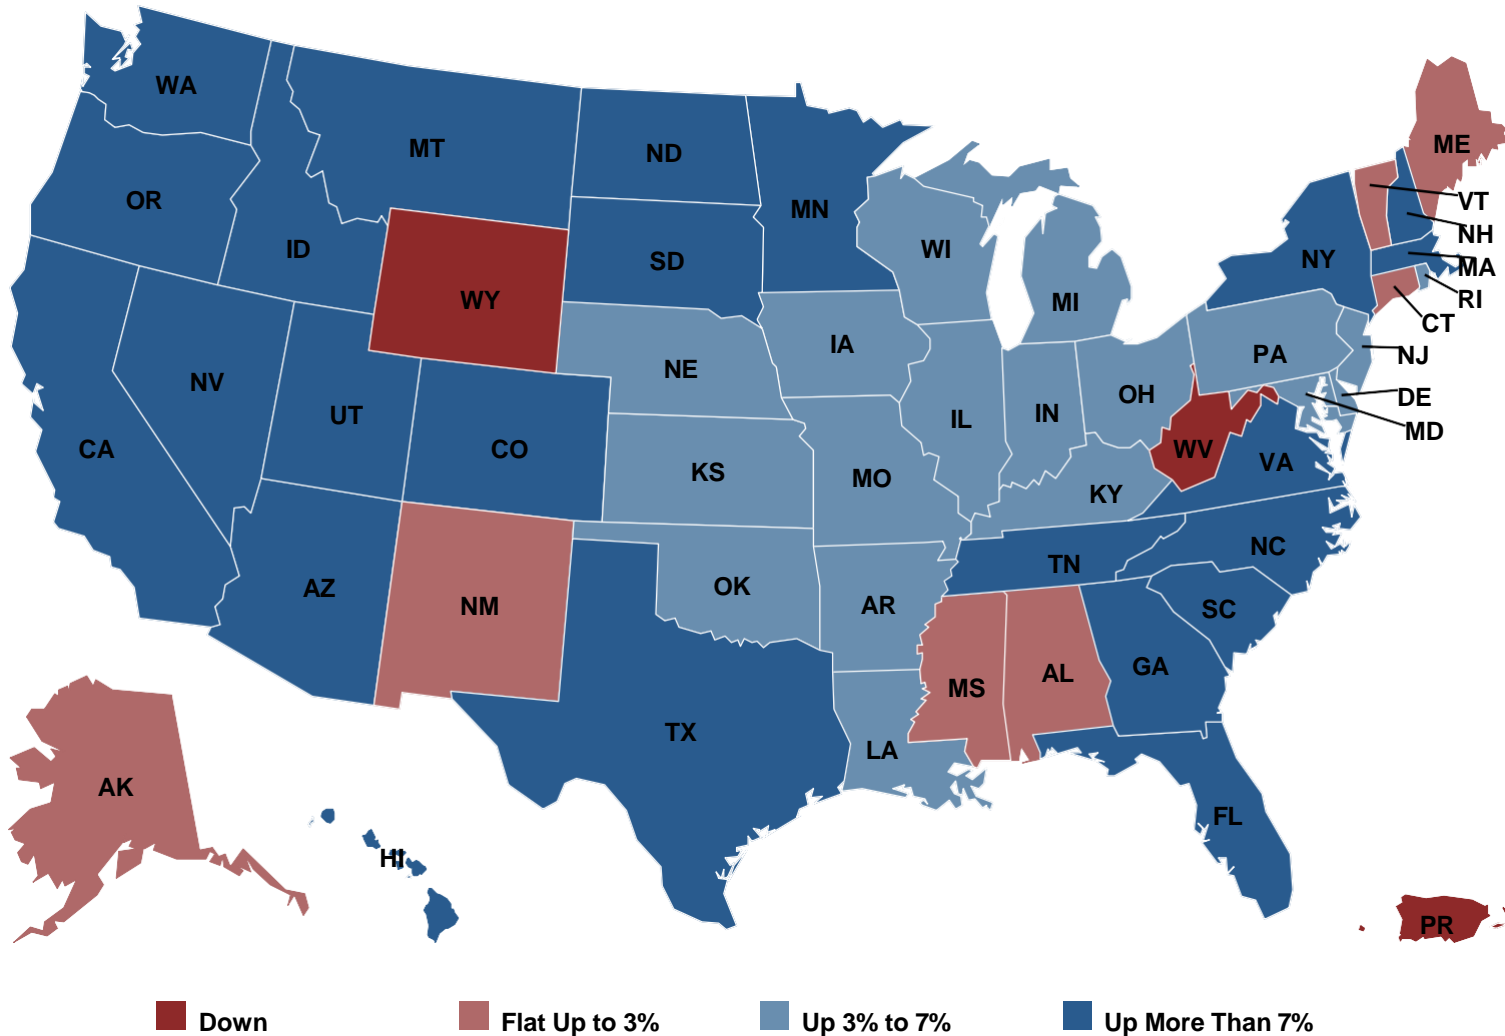 WA
MT
ND
ME
OR
MN
VT
NH
ID
WI
SD
NY
MA
WY
RI
MI
CT
IA
PA
NJ
NE
NV
OH
DE
UT
IN
IL
MD
CA
CO
WV
VA
KS
MO
KY
NC
TN
AZ
OK
NM
AR
SC
GA
AL
MS
TX
LA
AK
FL
HI
PR
Down
Flat Up to 3%
Up 3% to 7%
Up More Than 7%